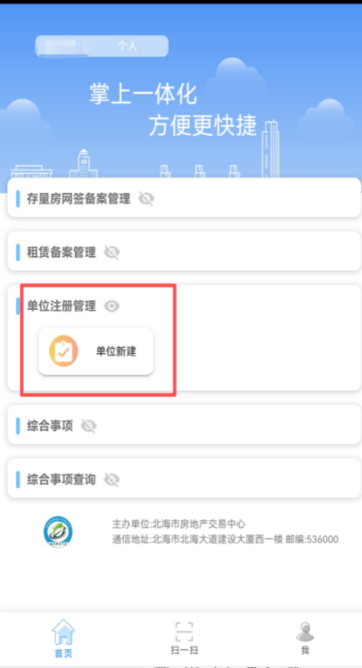 个人
掌上一体化
方便更快捷
存量房网签备案管理
租赁备案管理
单位注册管理
单位新建
综合事项
综合事项查询
主办单位:北海市房地产交易中心
通信地址:北海市北海大道建设大厦西一楼 邮编:536000
首页
扫一扫
我